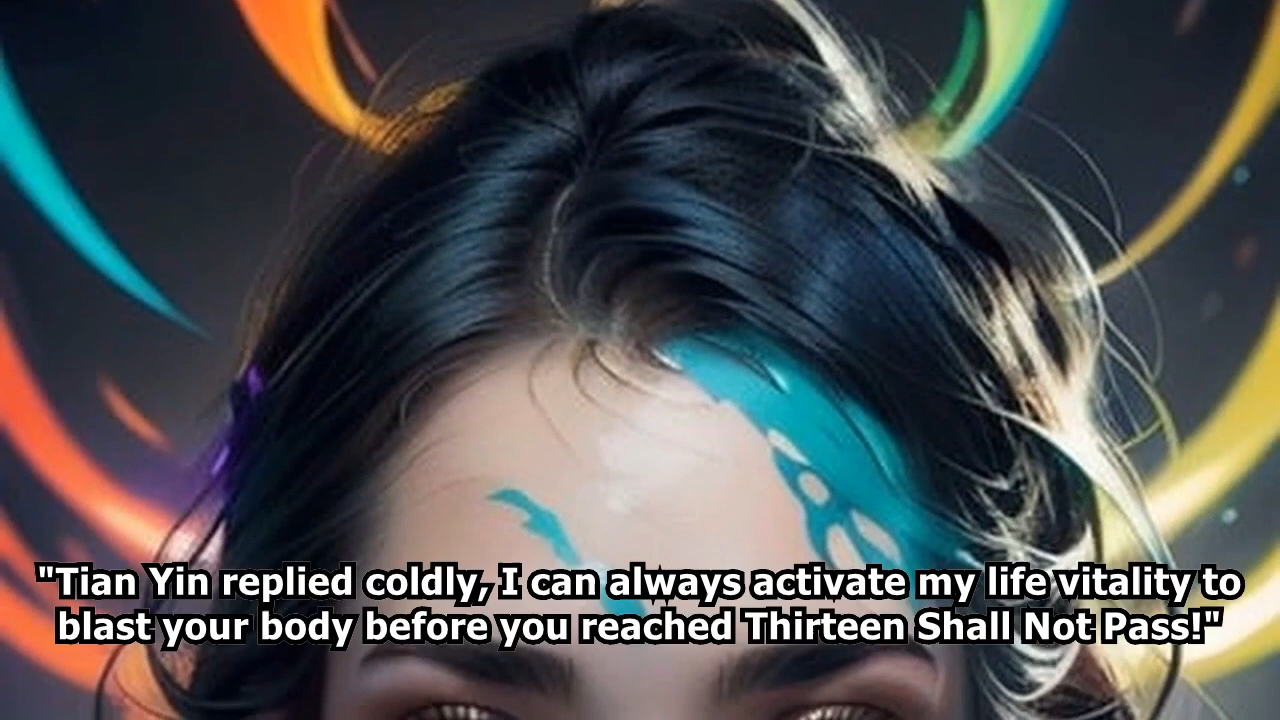 "Tian Yin replied coldly, I can always activate my life vitality to
blast your body before you reached Thirteen Shall Not Pass!"